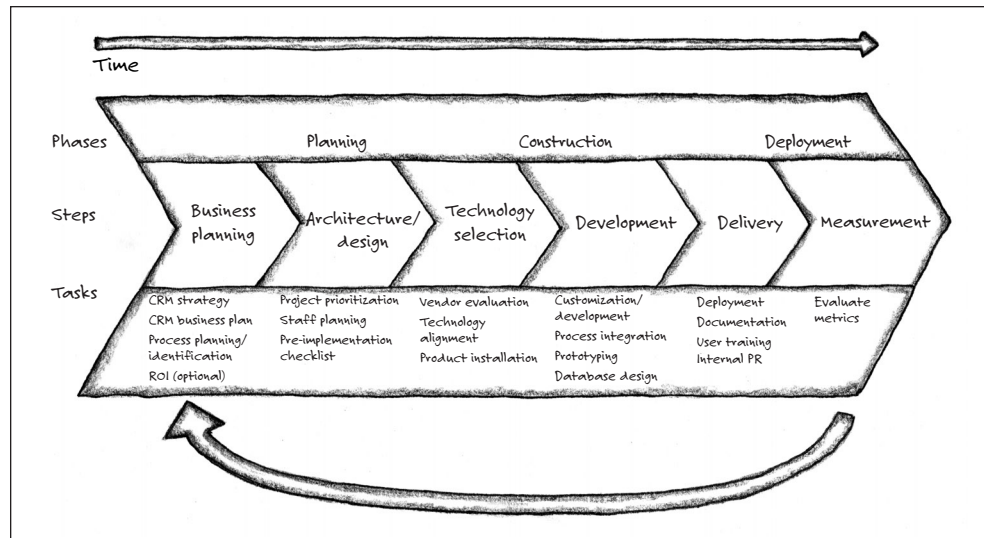 Time
Phases
Planning
Construction
Deployment
Steps
Business
planning
Architecture/
design
Technology
selection
Development
Delivery
Measurement
Tasks
CRM strategy
CRM business plan
Process planning/
identification
ROI (optional)
Project prioritization
Staff planning
Pre-implementation
checklist
Vendor evaluation
Technology
alignment
Product installation
Customization/
development
Process integration
Prototyping
Database design
Deployment
Documentation
User training
Internal PR
Evaluate
metrics